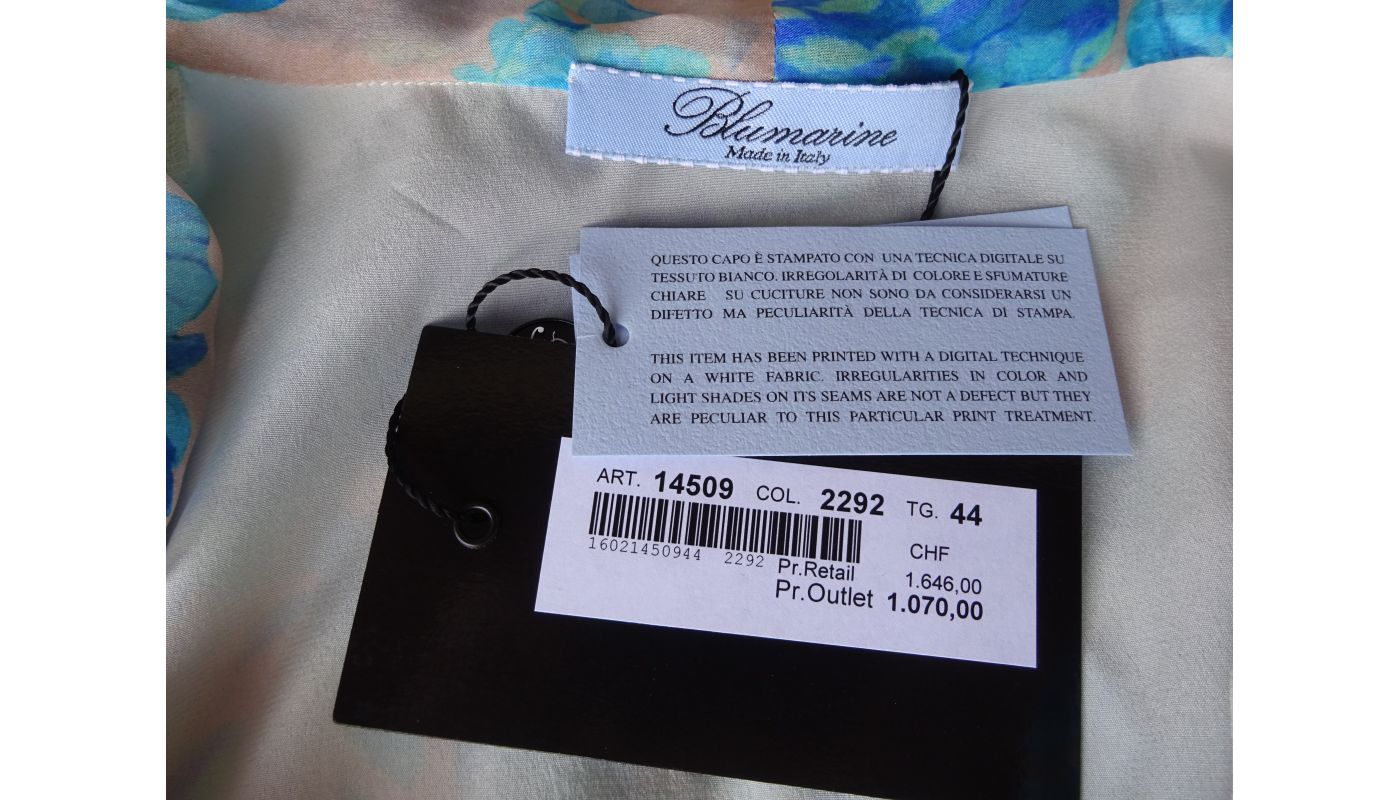 Blumarine
Made in Italy
QUESTO CAPO È STAMPATO CON UNA TECNICA DIGITALE SU
TESSUTO BIANCO. IRREGOLARITÀ DI COLORE E SFUMATURE
CHIARE SU CUCITURE NON SONO DA CONSIDERARSI UN
DIFETTO MA PECULIARITÀ DELLA TECNICA DI STAMPA.
THIS ITEM HAS BEEN PRINTED WITH A DIGITAL TECHNIQUE
ON A WHITE FABRIC. IRREGULARITIES IN COLOR AND
LIGHT SHADES ON ITS SEAMS ARE NOT A DEFECT BUT THEY
ARE PECULIAR TO THIS PARTICULAR PRINT TREATMENT.
ART. 14509 COL. 2292 TG. 44
16021450944 2292
CHF
Pr.Retail 1.646,00
Pr.Outlet 1.070,00